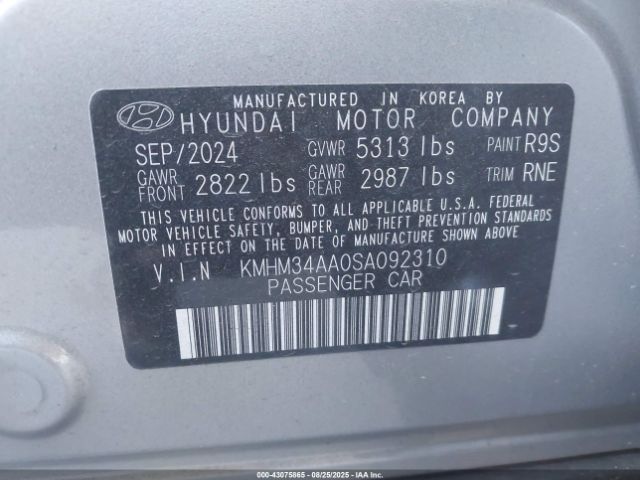 MANUFACTURED IN KOREA BY
HYUNDAI MOTOR COMPANY
SEP/2024 GVWR 5313 lbs PAINT R9S
GAWR FRONT 2822 lbs GAWR REAR 2987 lbs TRIM RNE
THIS VEHICLE CONFORMS TO ALL APPLICABLE U.S.A. FEDERAL
MOTOR VEHICLE SAFETY, BUMPER, AND THEFT PREVENTION STANDARDS
IN EFFECT ON THE DATE OF MANUFACTURE SHOWN ABOVE.
V.I.N KMHM34AA0SA092310
PASSENGER CAR
© IAA - 43075865 - 08/25/2025 - IAAI.COM